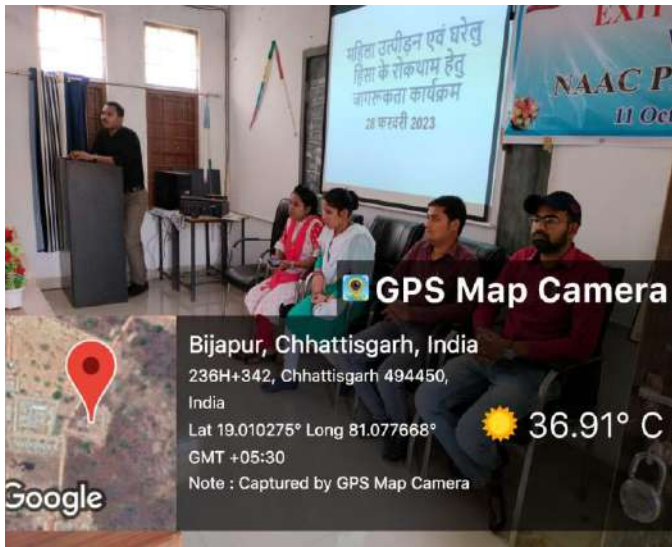 महिला उत्पीड़न एवं घरेलु
हिंसा के रोकथाम हेतु
जागरूकता कार्यक्रम
28 फरवरी 2023
EXIT
NAAC P
11 Oct
GPS Map Camera
Bijapur, Chhattisgarh, India
236H+342, Chhattisgarh 494450,
India
Lat 19.010275° Long 81.077668°
GMT +05:30
Note : Captured by GPS Map Camera
36.91° C
Google